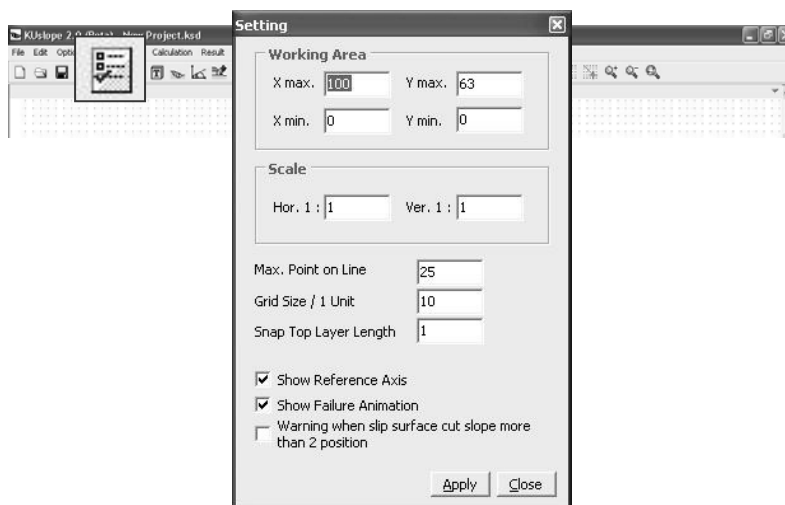 KUslope 2.0 (Beta) - New Project.ksd
File Edit Calculation Result
Setting
Working Area
X max. 100 Y max. 63
X min. 0 Y min. 0
Scale
Hor. 1 : 1 Ver. 1 : 1
Max. Point on Line 25
Grid Size / 1 Unit 10
Snap Top Layer Length 1
Show Reference Axis
Show Failure Animation
Warning when slip surface cut slope more
than 2 position
Apply Close